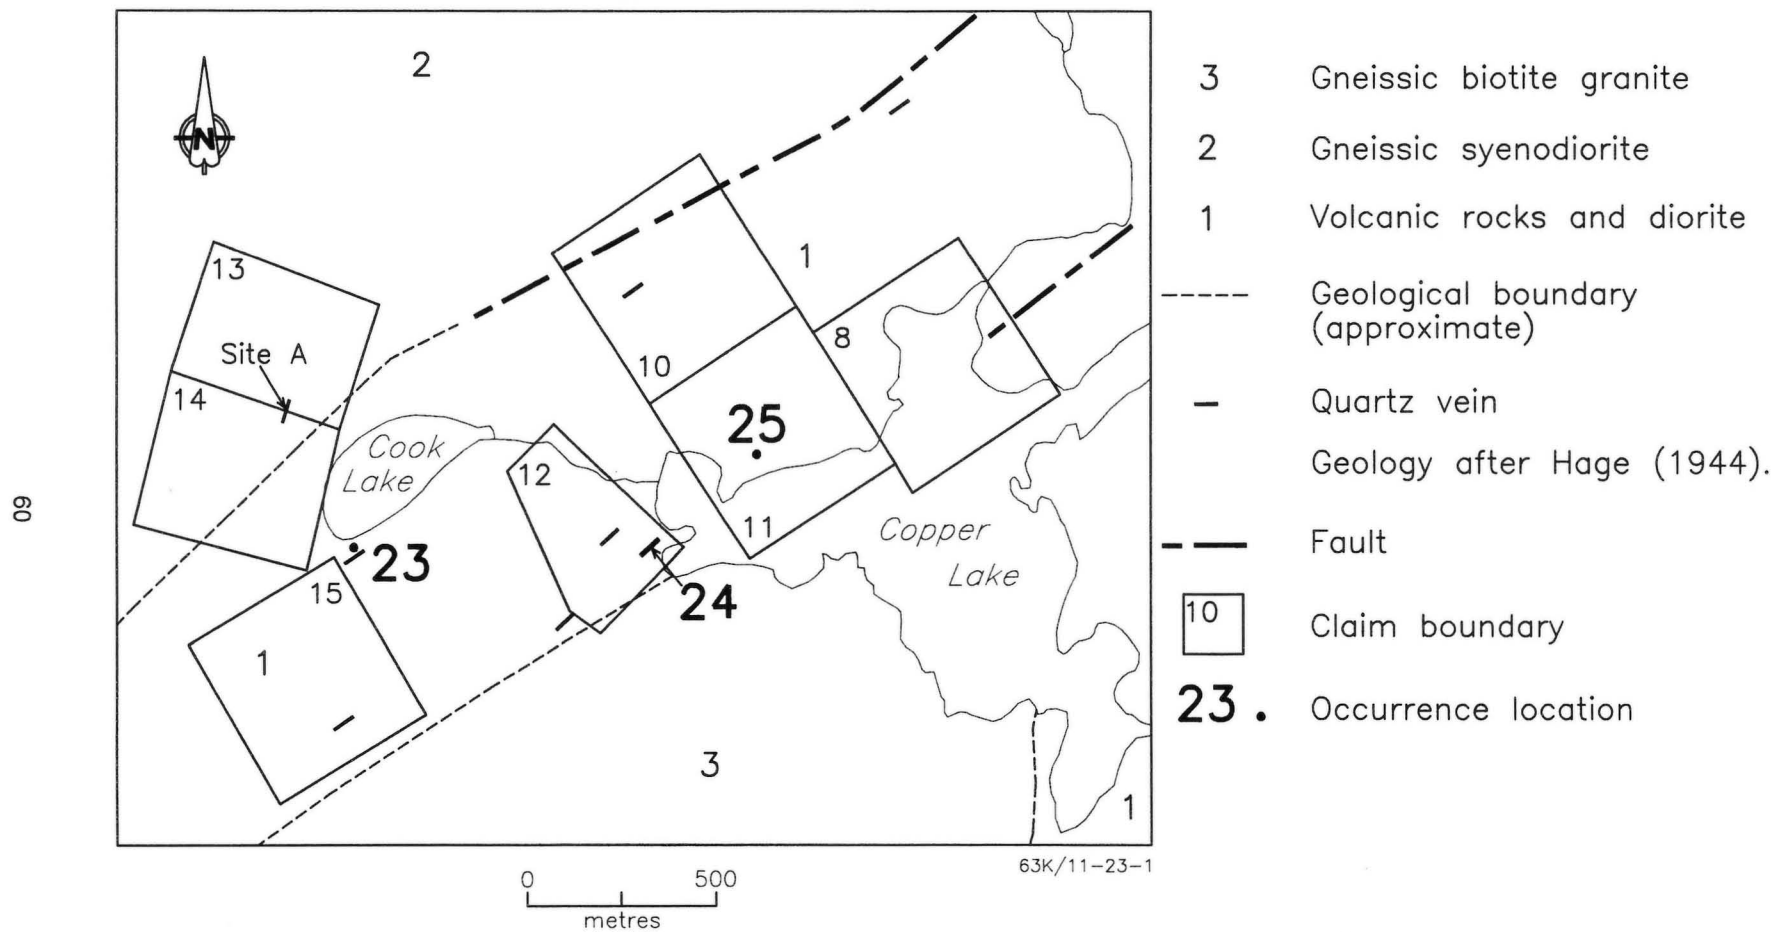 2
N
13
Site A
14
1
10
8
25
Cook
Lake
12
11
Copper
Lake
23
24
15
1
3
1
63K/11-23-1
0 500
metres
60
3 Gneissic biotite granite
2 Gneissic syenodiorite
1 Volcanic rocks and diorite
Geological boundary
(approximate)
Quartz vein
Geology after Hage (1944).
Fault
10 Claim boundary
23. Occurrence location